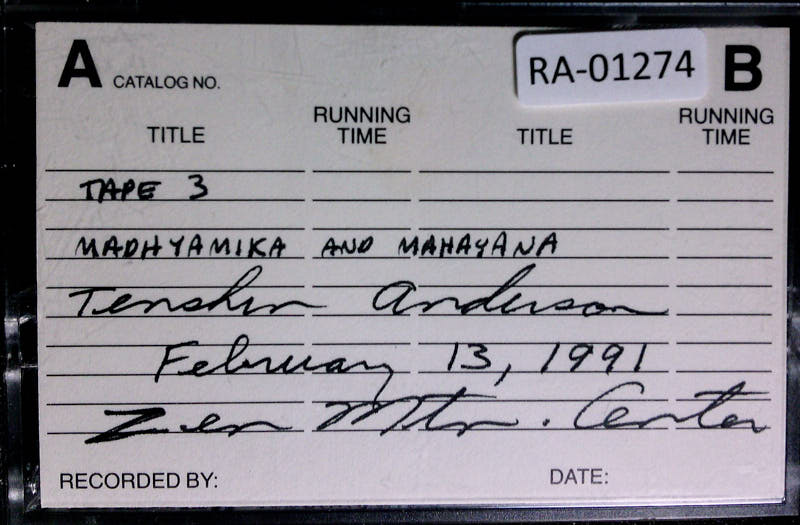 A CATALOG NO. RA-01274 B
TITLE RUNNING TIME TITLE RUNNING TIME
TAPE 3
MADHYAMIKA AND MAHAYANA
Tenshin Anderson
February 13, 1991
Zen Mtn. Center
RECORDED BY: DATE: